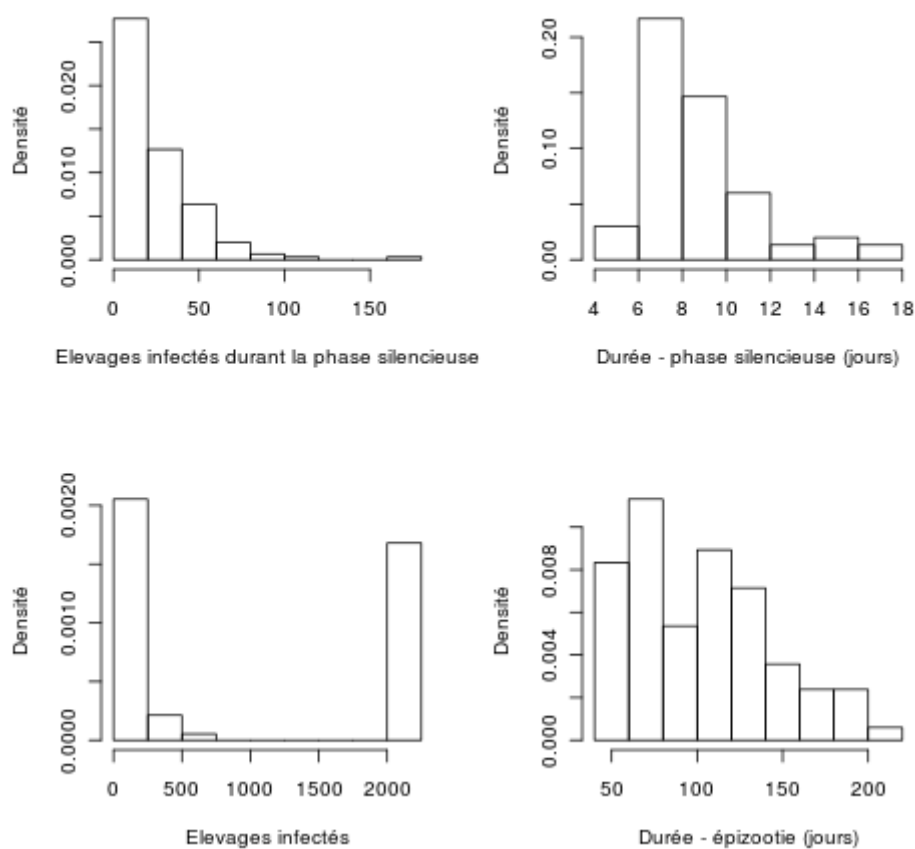 Densité
0.020
0.010
0.000
0 50 100 150
Elevages infectés durant la phase silencieuse
Densité
0.20
0.10
0.00
4 6 8 10 12 14 16 18
Durée - phase silencieuse (jours)
Densité
0.0020
0.0010
0.0000
0 500 1000 2000
Elevages infectés
Densité
0.008
0.004
0.000
50 100 150 200
Durée - épizootie (jours)